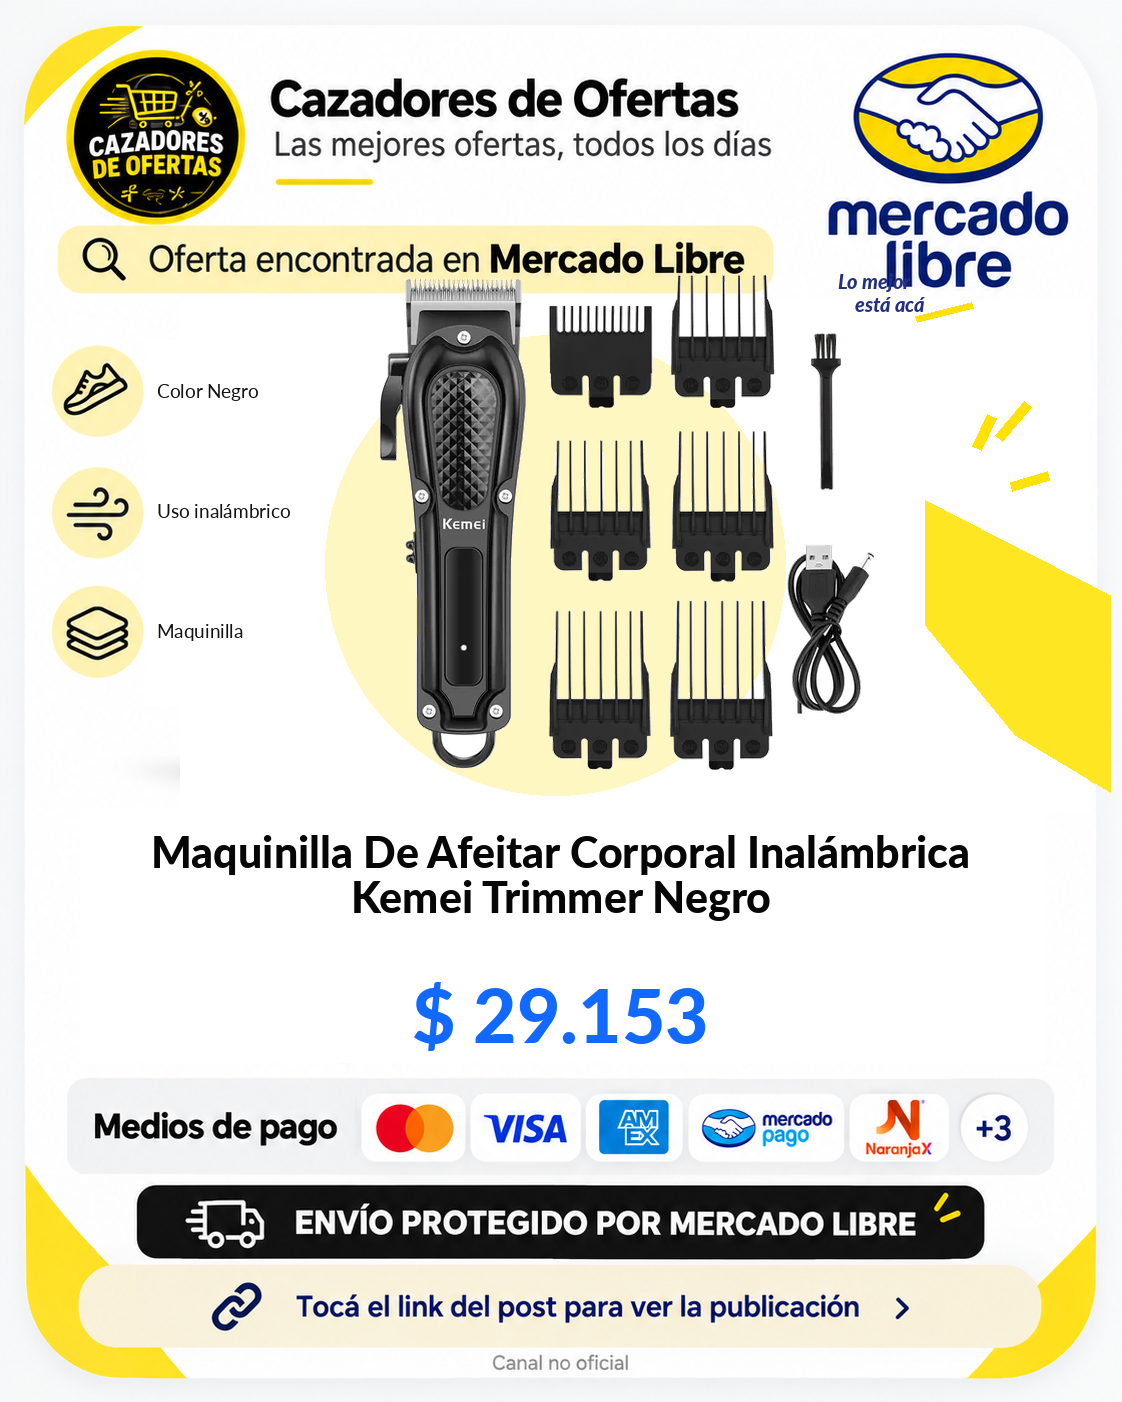 CAZADORES
DE OFERTAS
Cazadores de Ofertas
Las mejores ofertas, todos los días
mercado
libre
Oferta encontrada en Mercado Libre
Lo mejor
está acá
Color Negro
Uso inalámbrico
Maquinilla
Kemei
Maquinilla De Afeitar Corporal Inalámbrica
Kemei Trimmer Negro
$ 29.153
Medios de pago
VISA
AM
EX
mercado
pago
NaranjaX
+3
ENVÍO PROTEGIDO POR MERCADO LIBRE
Tocá el link del post para ver la publicación
Canal no oficial